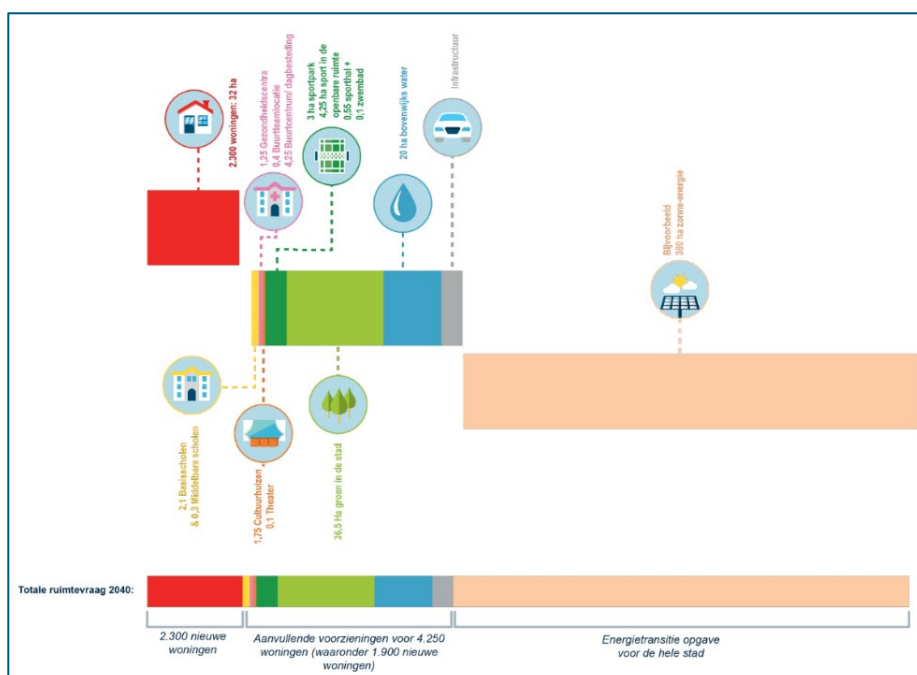 2.300 woningen: 32 ha
1,25 Gezondheidscentra
0,4 Buurtteamlocatie
4,25 Buurtcentrum/ dagbesteding
3 ha sportpark
4,25 ha sport in de
openbare ruimte
0,55 sporthal +
0,1 zwembad
20 ha bovenwijks water
Infrastructuur
Bijvoorbeeld
380 ha zonne-energie
2,1 Basisscholen
& 0,3 Middelbare scholen
1,75 Cultuurhuizen
0,1 Theater
36,5 Ha groen in de stad
Totale ruimtevraag 2040:
2.300 nieuwe
woningen
Aanvullende voorzieningen voor 4.250
woningen (waaronder 1.900 nieuwe
woningen)
Energietransitie opgave
voor de hele stad